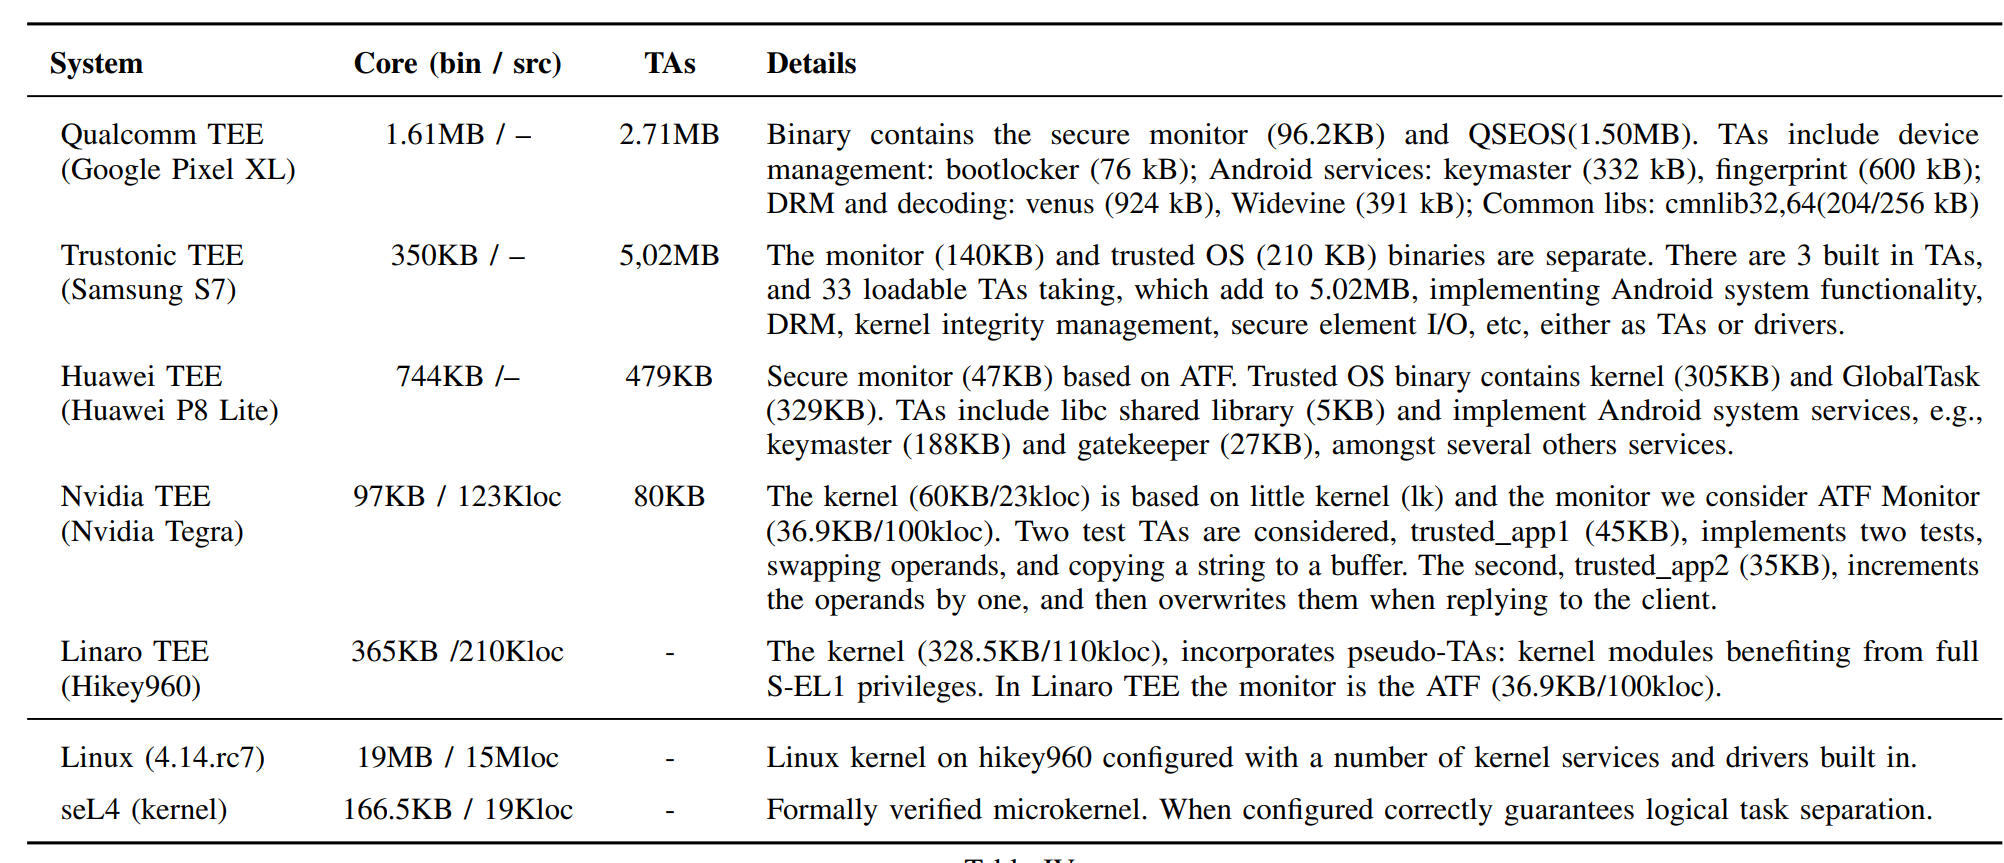 System Core (bin / src) TAs Details
Qualcomm TEE 1.61MB / – 2.71MB Binary contains the secure monitor (96.2KB) and QSEOS(1.50MB). TAs include device
(Google Pixel XL) management: bootlocker (76 kB); Android services: keymaster (332 kB), fingerprint (600 kB);
DRM and decoding: venus (924 kB), Widevine (391 kB); Common libs: cmnlib32,64(204/256 kB)
Trustonic TEE 350KB / – 5,02MB The monitor (140KB) and trusted OS (210 KB) binaries are separate. There are 3 built in TAs,
(Samsung S7) and 33 loadable TAs taking, which add to 5.02MB, implementing Android system functionality,
DRM, kernel integrity management, secure element I/O, etc, either as TAs or drivers.
Huawei TEE 744KB /– 479KB Secure monitor (47KB) based on ATF. Trusted OS binary contains kernel (305KB) and GlobalTask
(Huawei P8 Lite) (329KB). TAs include libc shared library (5KB) and implement Android system services, e.g.,
keymaster (188KB) and gatekeeper (27KB), amongst several others services.
Nvidia TEE 97KB / 123Kloc 80KB The kernel (60KB/23kloc) is based on little kernel (lk) and the monitor we consider ATF Monitor
(Nvidia Tegra) (36.9KB/100kloc). Two test TAs are considered, trusted_app1 (45KB), implements two tests,
swapping operands, and copying a string to a buffer. The second, trusted_app2 (35KB), increments
the operands by one, and then overwrites them when replying to the client.
Linaro TEE 365KB /210Kloc - The kernel (328.5KB/110kloc), incorporates pseudo-TAs: kernel modules benefiting from full
(Hikey960) S-EL1 privileges. In Linaro TEE the monitor is the ATF (36.9KB/100kloc).
Linux (4.14.rc7) 19MB / 15Mloc - Linux kernel on hikey960 configured with a number of kernel services and drivers built in.
seL4 (kernel) 166.5KB / 19Kloc - Formally verified microkernel. When configured correctly guarantees logical task separation.